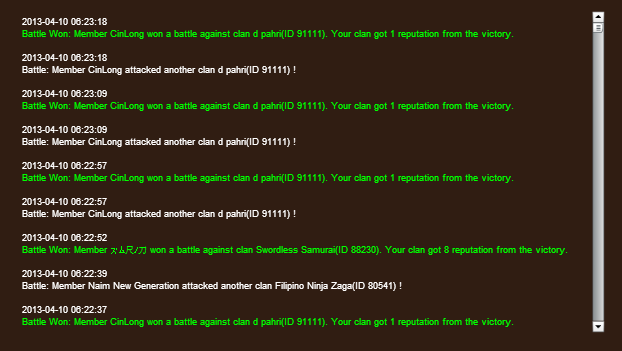 2013-04-10 06:23:18
Battle Won: Member CinLong won a battle against clan d pahri(ID 91111). Your clan got 1 reputation from the victory.
2013-04-10 06:23:18
Battle: Member CinLong attacked another clan d pahri(ID 91111) !
2013-04-10 06:23:09
Battle Won: Member CinLong won a battle against clan d pahri(ID 91111). Your clan got 1 reputation from the victory.
2013-04-10 06:23:09
Battle: Member CinLong attacked another clan d pahri(ID 91111) !
2013-04-10 06:22:57
Battle Won: Member CinLong won a battle against clan d pahri(ID 91111). Your clan got 1 reputation from the victory.
2013-04-10 06:22:57
Battle: Member CinLong attacked another clan d pahri(ID 91111) !
2013-04-10 06:22:52
Battle Won: Member won a battle against clan Swordless Samurai(ID 88230). Your clan got 8 reputation from the victory.
2013-04-10 06:22:39
Battle: Member Naim New Generation attacked another clan Filipino Ninja Zaga(ID 80541) !
2013-04-10 06:22:37
Battle Won: Member CinLong won a battle against clan d pahri(ID 91111). Your clan got 1 reputation from the victory.